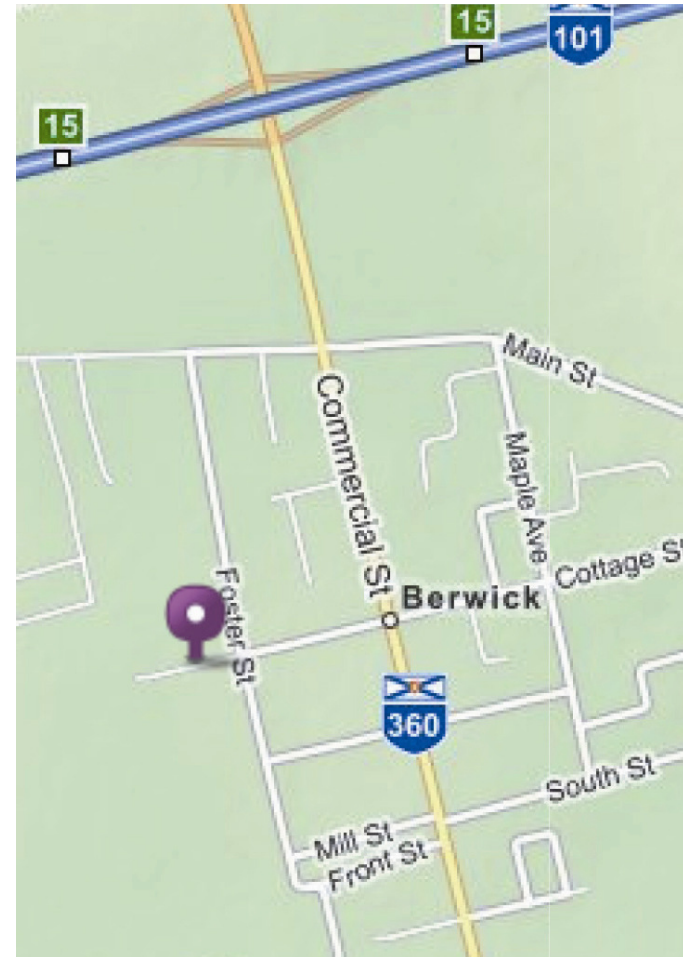 15
101
15
Main St
Commercial St
Maple Ave
Cottage S
Foster St
Berwick
360
South St
Mill St
Front St